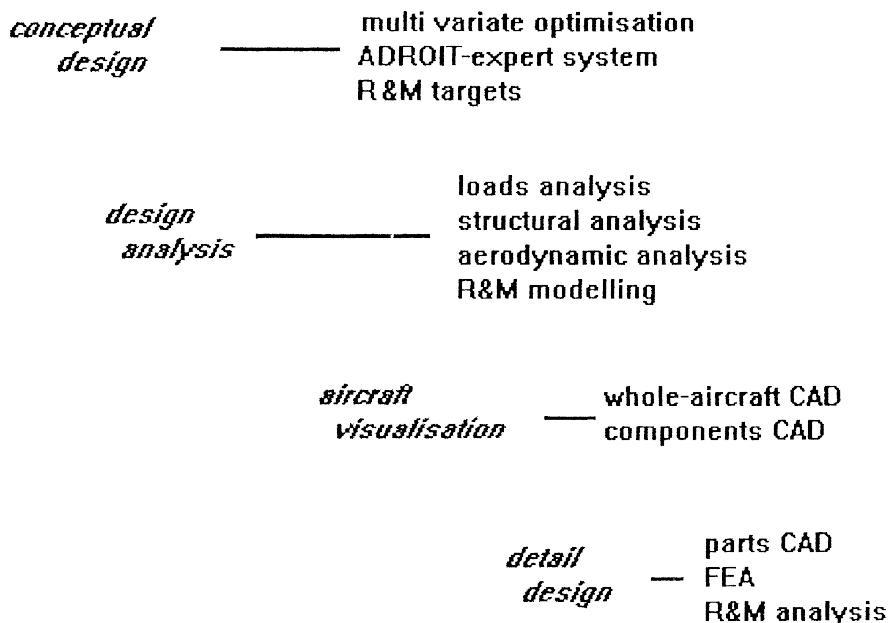 conceptual
design
multi variate optimisation
ADROIT-expert system
R&M targets
design
analysis
loads analysis
structural analysis
aerodynamic analysis
R&M modelling
aircraft
visualisation
whole-aircraft CAD
components CAD
detail
design
parts CAD
FEA
R&M analysis